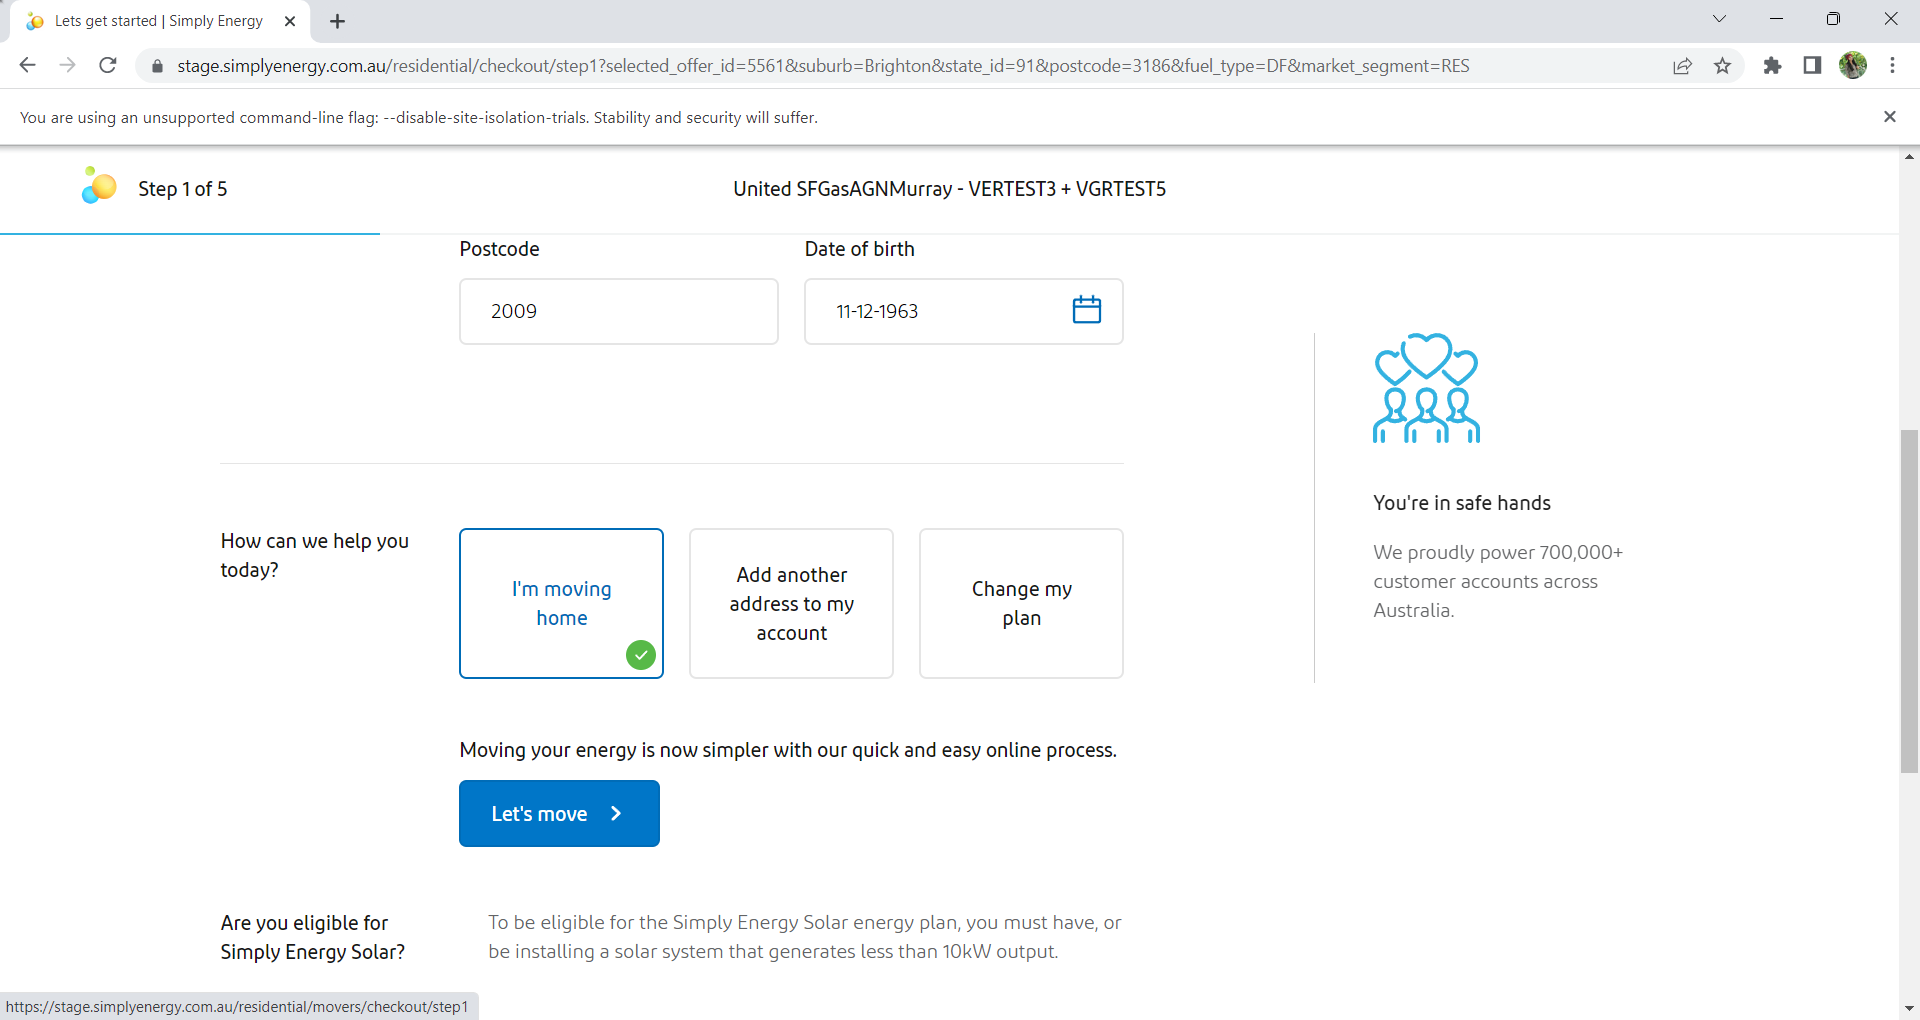 Lets get started | Simply Energy
stage.simplyenergy.com.au/residential/checkout/step1?selected_offer_id=5561&suburb=Brighton&state_id=91&postcode=3186&fuel_type=DF&market_segment=RES
You are using an unsupported command-line flag: --disable-site-isolation-trials. Stability and security will suffer.
Step 1 of 5
United SFGasAGNMurray - VERTEST3 + VGRTEST5
Postcode
Date of birth
2009
11-12-1963
You're in safe hands
We proudly power 700,000+
customer accounts across
Australia.
How can we help you
today?
I'm moving
home
Add another
address to my
account
Change my
plan
Moving your energy is now simpler with our quick and easy online process.
Let's move
Are you eligible for
Simply Energy Solar?
To be eligible for the Simply Energy Solar energy plan, you must have, or
be installing a solar system that generates less than 10kW output.
https://stage.simplyenergy.com.au/residential/movers/checkout/step1